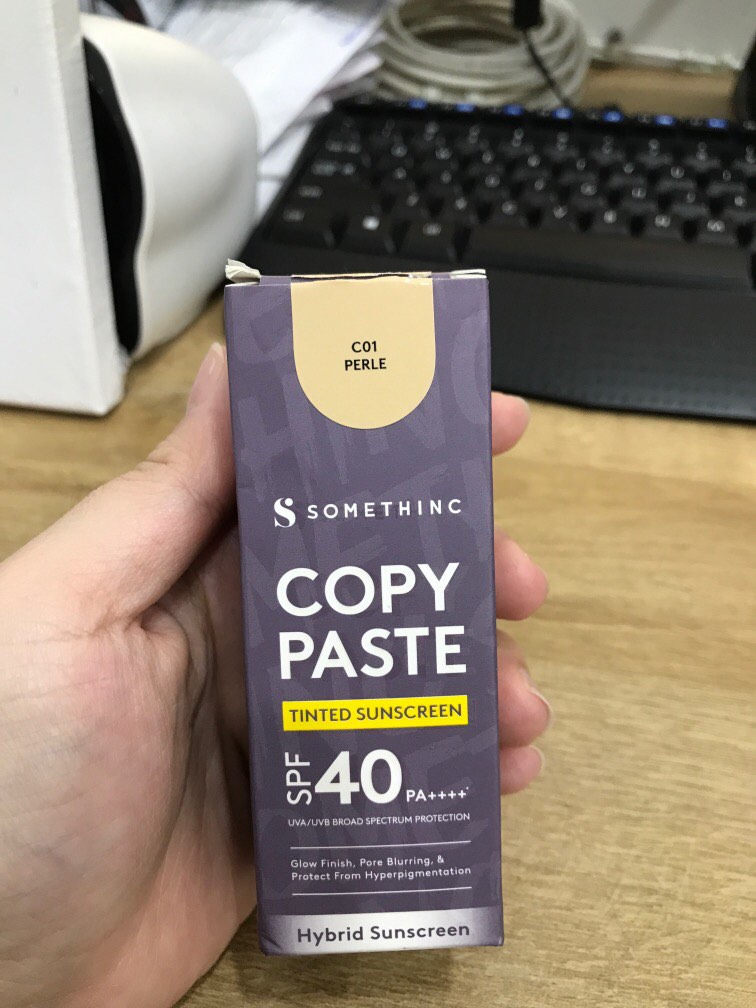 C01
PERLE
SOMETHINC
COPY
PASTE
TINTED SUNSCREEN
SPF 40 PA++++
UVA/UVB BROAD SPECTRUM PROTECTION
Glow Finish, Pore Blurring, &
Protect From Hyperpigmentation
Hybrid Sunscreen